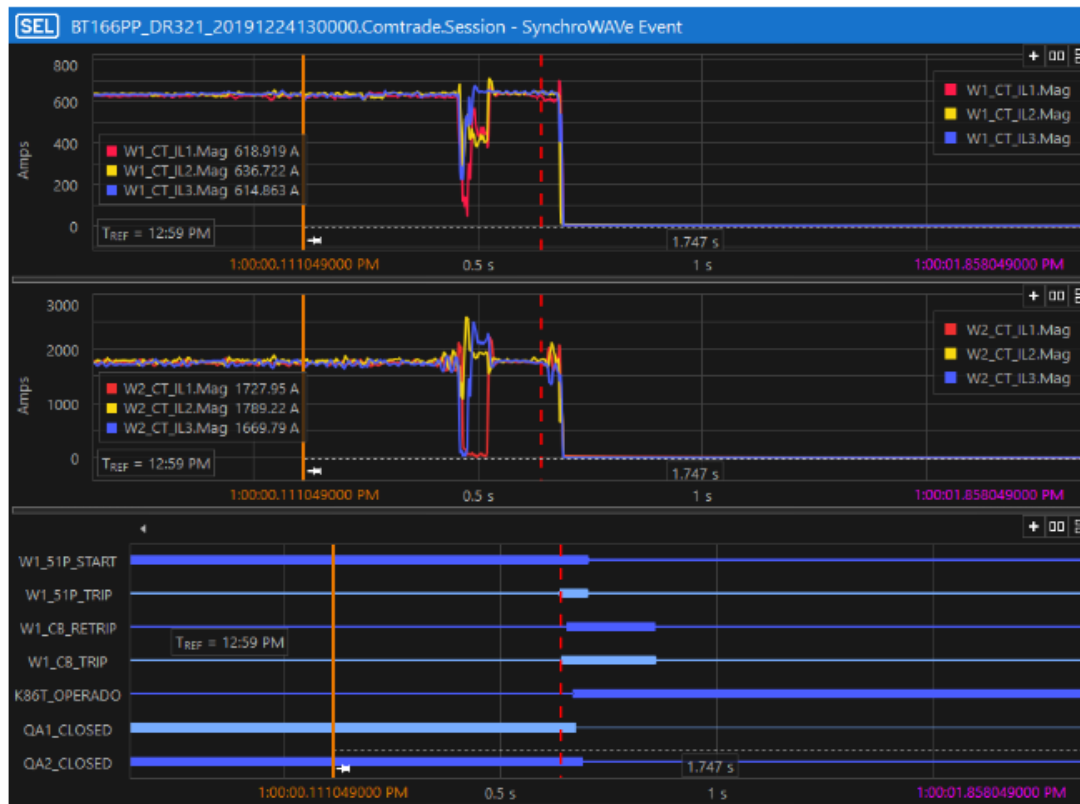 SEL BT166PP_DR321_20191224130000.Comtrade.Session - SynchroWAVe Event
800
600
400
200
0
Amps
W1_CT_IL1.Mag 618.919 A
W1_CT_IL2.Mag 636.722 A
W1_CT_IL3.Mag 614.863 A
TREF = 12:59 PM
W1_CT_IL1.Mag
W1_CT_IL2.Mag
W1_CT_IL3.Mag
1.747 s
1:00:00.111049000 PM 0.5 s 1 s 1:00:01.858049000 PM
3000
2000
1000
0
Amps
W2_CT_IL1.Mag 1727.95 A
W2_CT_IL2.Mag 1789.22 A
W2_CT_IL3.Mag 1669.79 A
TREF = 12:59 PM
W2_CT_IL1.Mag
W2_CT_IL2.Mag
W2_CT_IL3.Mag
1.747 s
1:00:00.111049000 PM 0.5 s 1 s 1:00:01.858049000 PM
W1_51P_START
W1_51P_TRIP
W1_CB_RETRIP
TREF = 12:59 PM
W1_CB_TRIP
K86T_OPERADO
QA1_CLOSED
QA2_CLOSED
1.747 s
1:00:00.111049000 PM 0.5 s 1 s 1:00:01.858049000 PM